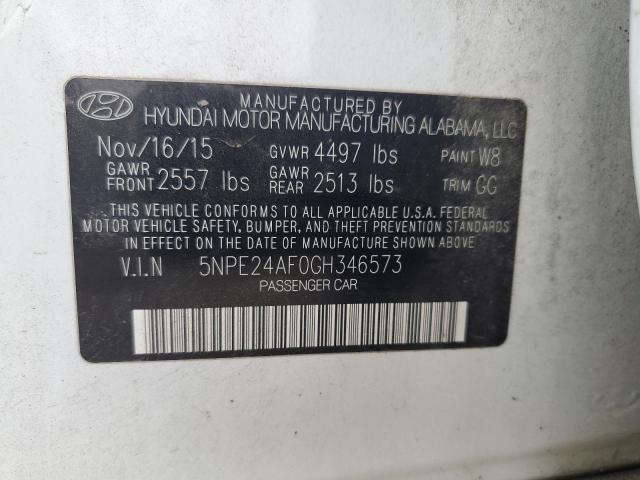 MANUFACTURED BY
HYUNDAI MOTOR MANUFACTURING ALABAMA, LLC
Nov/16/15 GVWR 4497 lbs PAINT W8
GAWR FRONT 2557 lbs GAWR REAR 2513 lbs TRIM GG
THIS VEHICLE CONFORMS TO ALL APPLICABLE U.S.A. FEDERAL
MOTOR VEHICLE SAFETY, BUMPER, AND THEFT PREVENTION STANDARDS
IN EFFECT ON THE DATE OF MANUFACTURE SHOWN ABOVE
V.I.N 5NPE24AF0GH346573
PASSENGER CAR